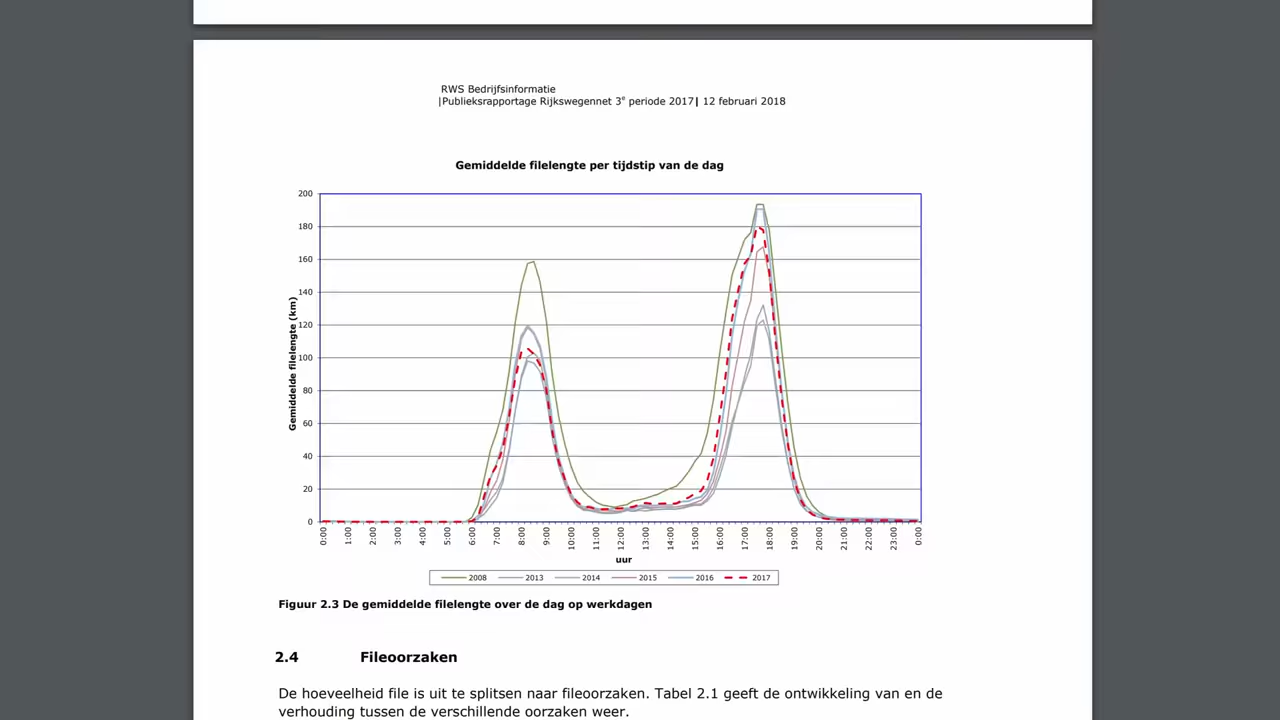 RWS Bedrijfsinformatie
|Publieksrapportage Rijkswegennet 3e periode 2017| 12 februari 2018
Gemiddelde filelengte per tijdstip van de dag
200
180
160
140
120
100
80
60
40
20
0
Gemiddelde filelengte (km)
0:00 1:00 2:00 3:00 4:00 5:00 6:00 7:00 8:00 9:00 10:00 11:00 12:00 13:00 14:00 15:00 16:00 17:00 18:00 19:00 20:00 21:00 22:00 23:00 0:00
uur
2008 2013 2014 2015 2016 2017
Figuur 2.3 De gemiddelde filelengte over de dag op werkdagen
2.4 Fileoorzaken
De hoeveelheid file is uit te splitsen naar fileoorzaken. Tabel 2.1 geeft de ontwikkeling van en de
verhouding tussen de verschillende oorzaken weer.